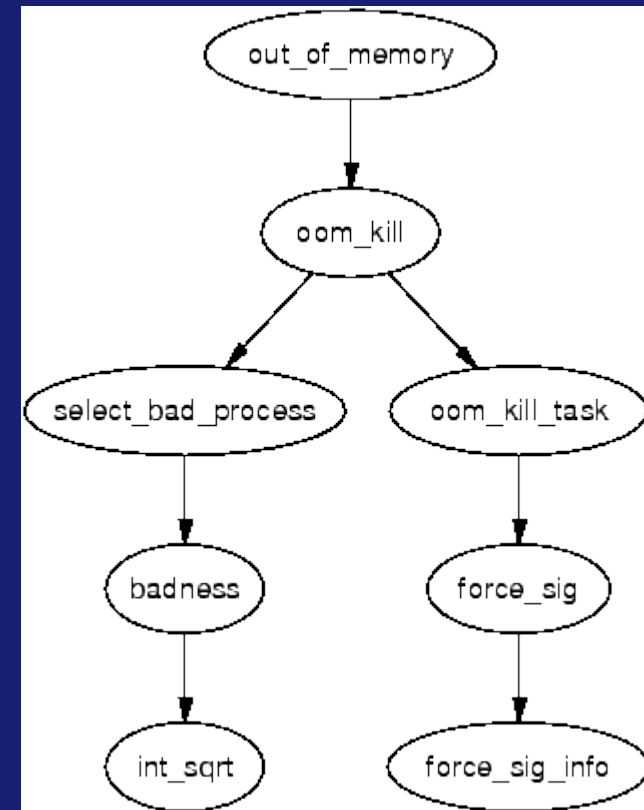 out_of_memory
oom_kill
select_bad_process
oom_kill_task
badness
force_sig
int_sqrt
force_sig_info